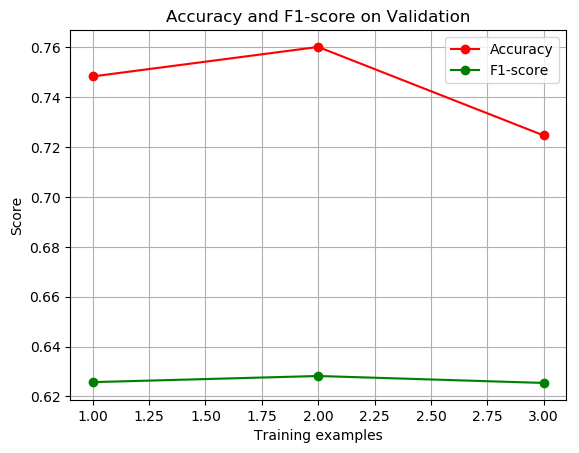 Accuracy and F1-score on Validation
Accuracy
F1-score
0.76
0.74
0.72
0.70
0.68
0.66
0.64
0.62
Score
1.00 1.25 1.50 1.75 2.00 2.25 2.50 2.75 3.00
Training examples